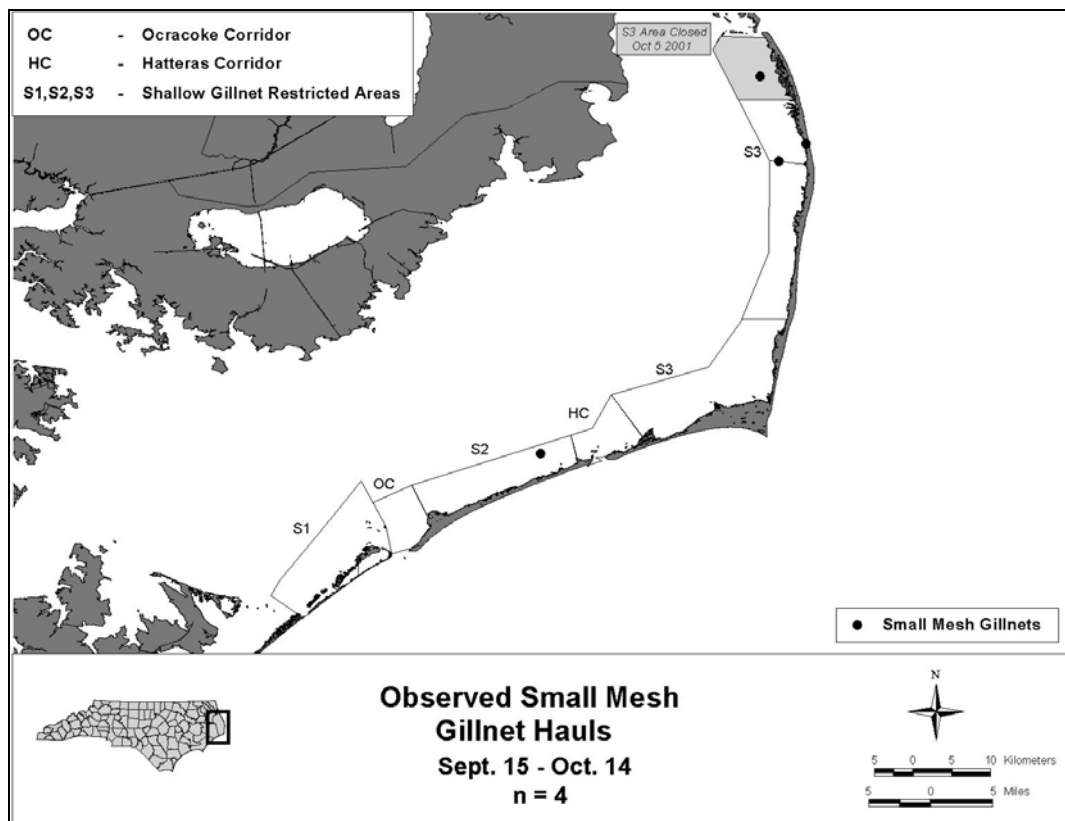 OC - Ocracoke Corridor
HC - Hatteras Corridor
S1,S2,S3 - Shallow Gillnet Restricted Areas
S3 Area Closed
Oct 5 2001
S3
S3
HC
S2
OC
S1
Small Mesh Gillnets
Observed Small Mesh
Gillnet Hauls
Sept. 15 - Oct. 14
n = 4
N
5 0 5 10 Kilometers
5 0 5 Miles